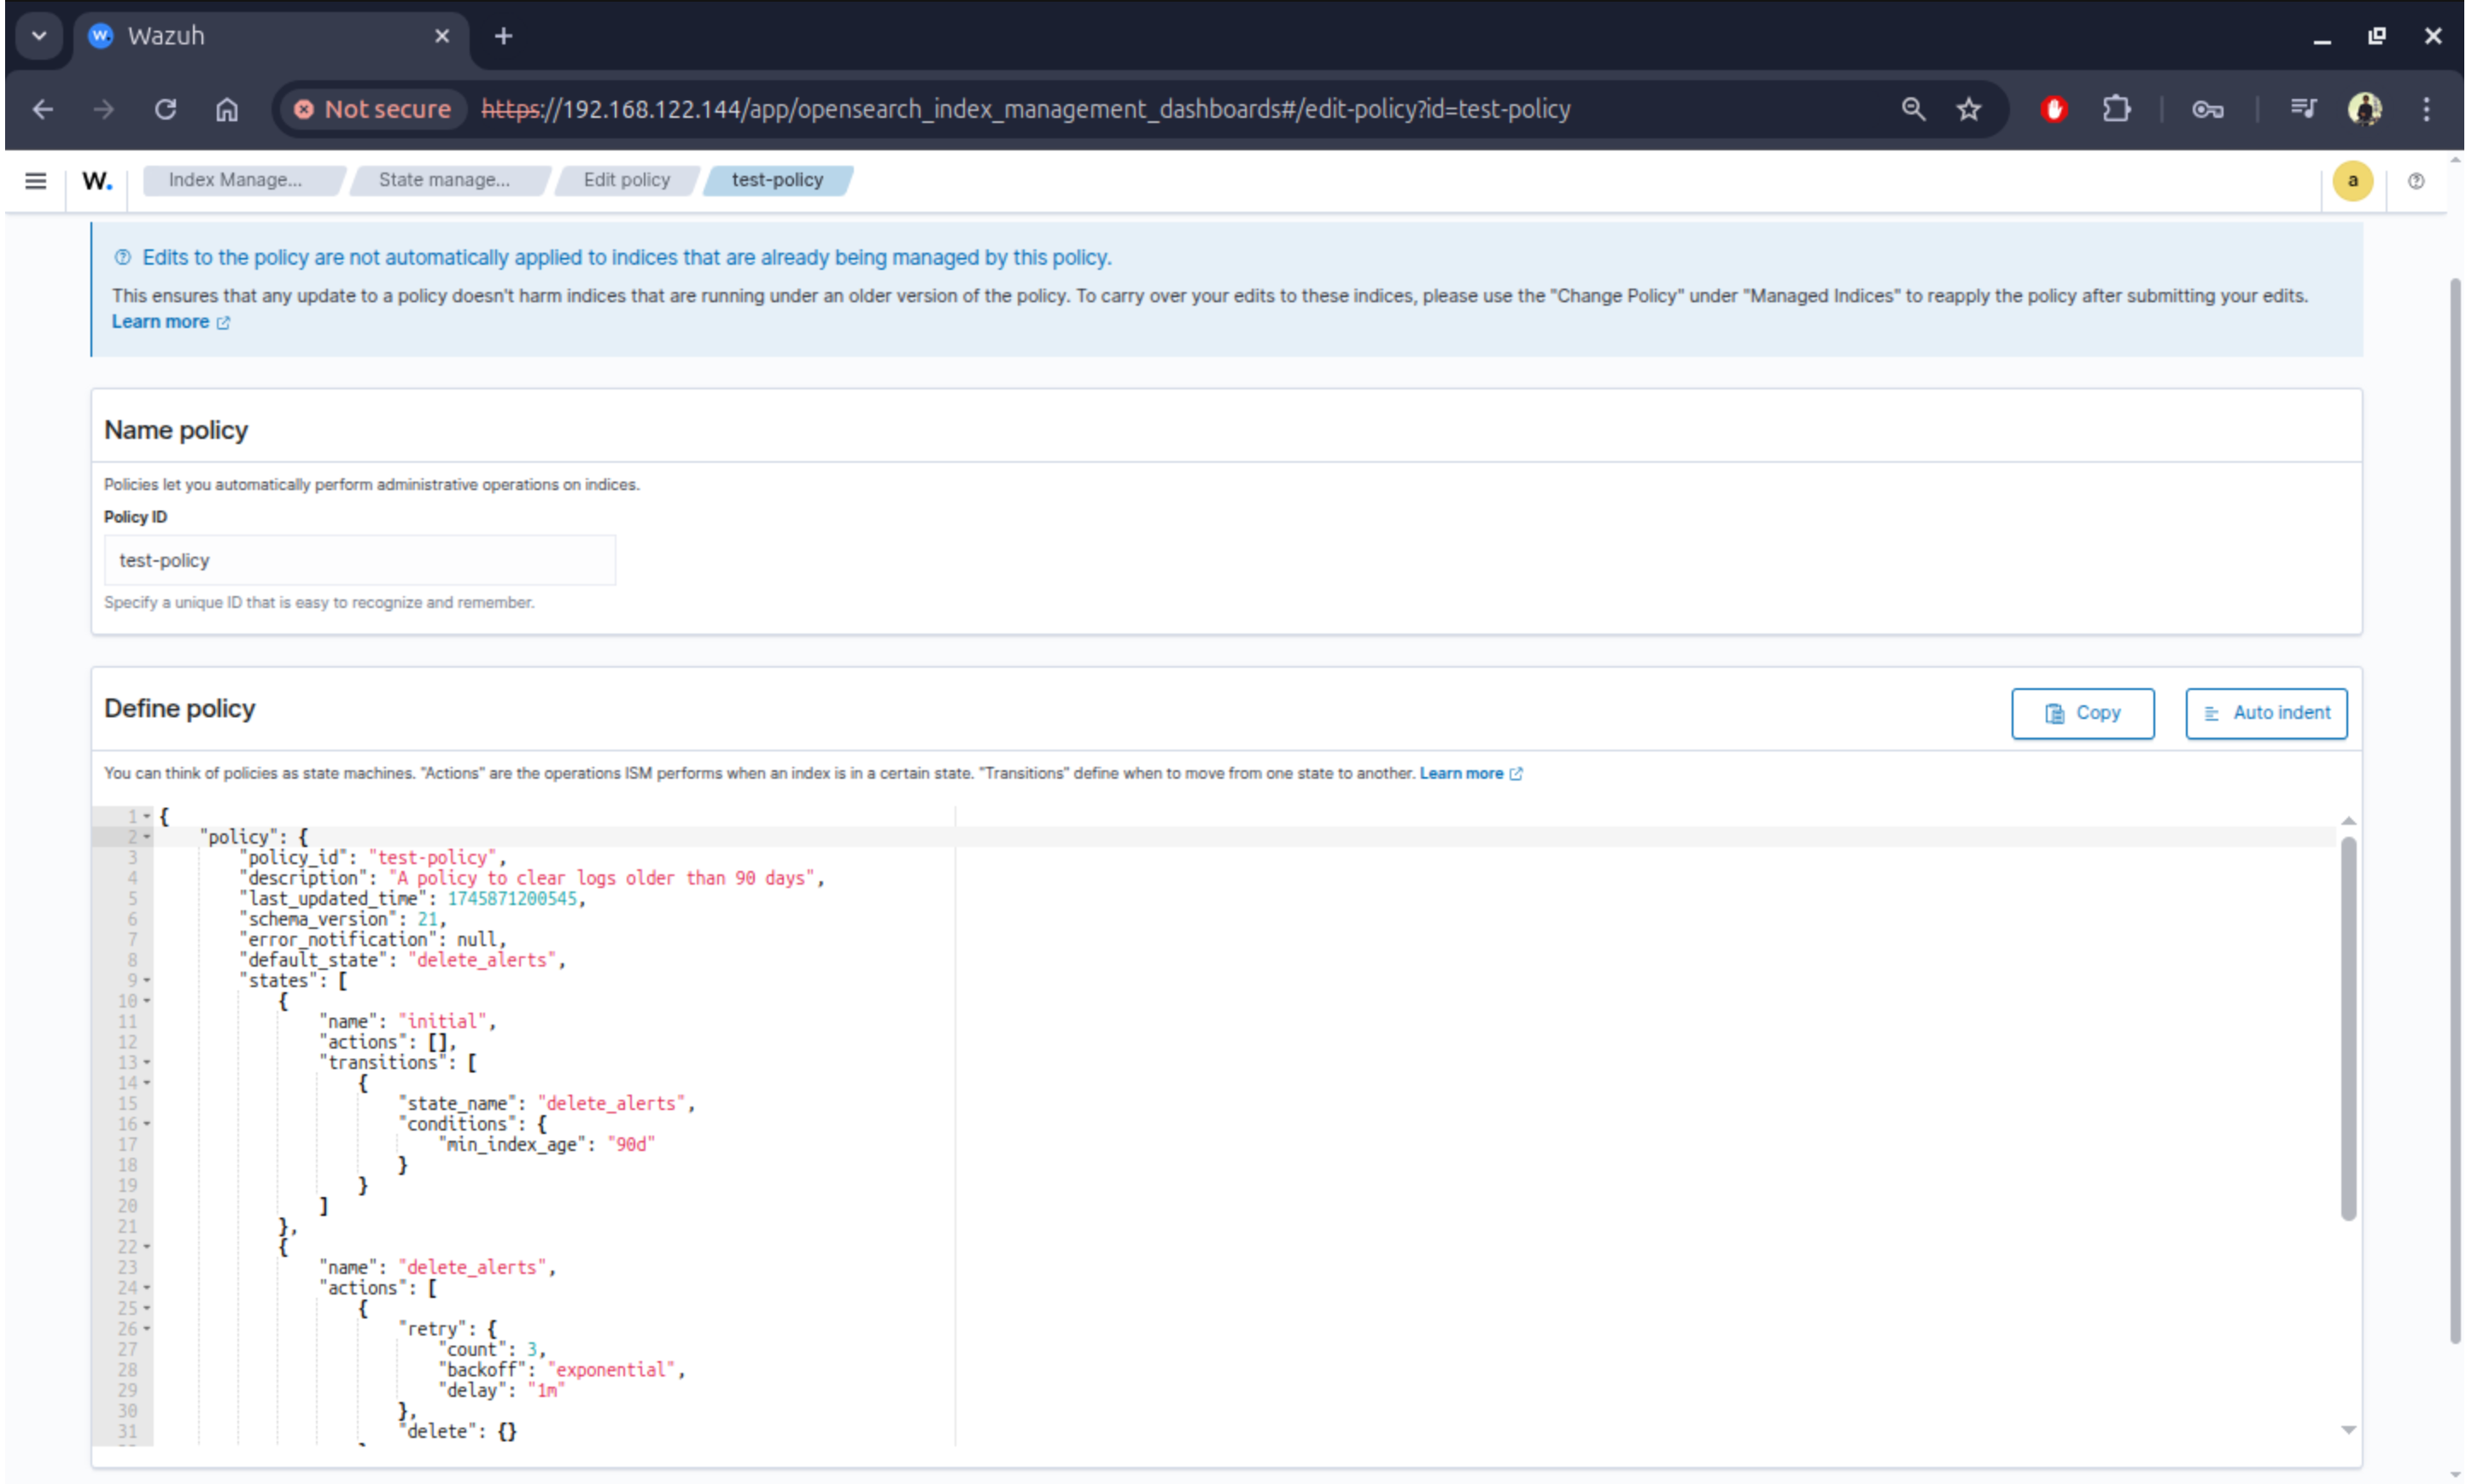 Wazuh
Not secure https://192.168.122.144/app/opensearch_index_management_dashboards#/edit-policy?id=test-policy
W. Index Manage... State manage... Edit policy test-policy a
Edits to the policy are not automatically applied to indices that are already being managed by this policy.
This ensures that any update to a policy doesn't harm indices that are running under an older version of the policy. To carry over your edits to these indices, please use the "Change Policy" under "Managed Indices" to reapply the policy after submitting your edits.
Learn more
Name policy
Policies let you automatically perform administrative operations on indices.
Policy ID
test-policy
Specify a unique ID that is easy to recognize and remember.
Define policy Copy Auto indent
You can think of policies as state machines. "Actions" are the operations ISM performs when an index is in a certain state. "Transitions" define when to move from one state to another. Learn more
1 {
2 "policy": {
3 "policy_id": "test-policy",
4 "description": "A policy to clear logs older than 90 days",
5 "last_updated_time": 1745871200545,
6 "schema_version": 21,
7 "error_notification": null,
8 "default_state": "delete_alerts",
9 "states": [
10 {
11 "name": "initial",
12 "actions": [],
13 "transitions": [
14 {
15 "state_name": "delete_alerts",
16 "conditions": {
17 "min_index_age": "90d"
18 }
19 }
20 ]
21 },
22 {
23 "name": "delete_alerts",
24 "actions": [
25 {
26 "retry": {
27 "count": 3,
28 "backoff": "exponential",
29 "delay": "1m"
30 },
31 "delete": {}